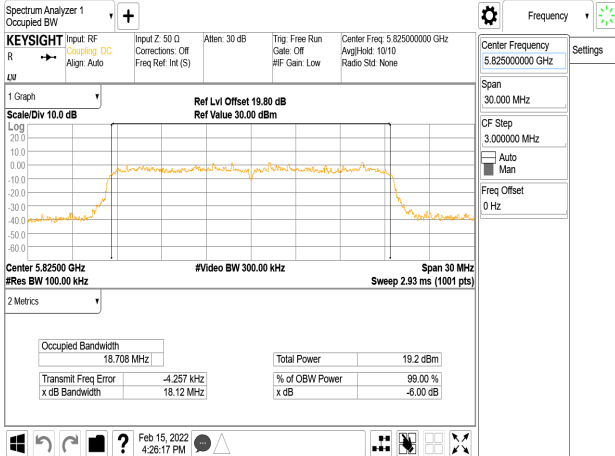 Spectrum Analyzer 1
Occupied BW
KEYSIGHT
R
LXI
Input: RF
Coupling: DC
Align: Auto
Input Z: 50 Ω
Corrections: Off
Freq Ref: Int (S)
Atten: 30 dB
Trig: Free Run
Gate: Off
#IF Gain: Low
Center Freq: 5.825000000 GHz
Avg|Hold: 10/10
Radio Std: None
1 Graph
Scale/Div 10.0 dB
Ref Lvl Offset 19.80 dB
Ref Value 30.00 dBm
Log
20.0
10.0
0.00
-10.0
-20.0
-30.0
-40.0
-50.0
-60.0
Center 5.82500 GHz
#Video BW 300.00 kHz
Span 30 MHz
#Res BW 100.00 kHz
Sweep 2.93 ms (1001 pts)
2 Metrics
Occupied Bandwidth
18.708 MHz
Total Power 19.2 dBm
Transmit Freq Error -4.257 kHz
% of OBW Power 99.00 %
x dB Bandwidth 18.12 MHz
x dB -6.00 dB
Feb 15, 2022
4:26:17 PM
Frequency
Center Frequency
5.825000000 GHz
Settings
Span
30.000 MHz
CF Step
3.000000 MHz
Auto
Man
Freq Offset
0 Hz